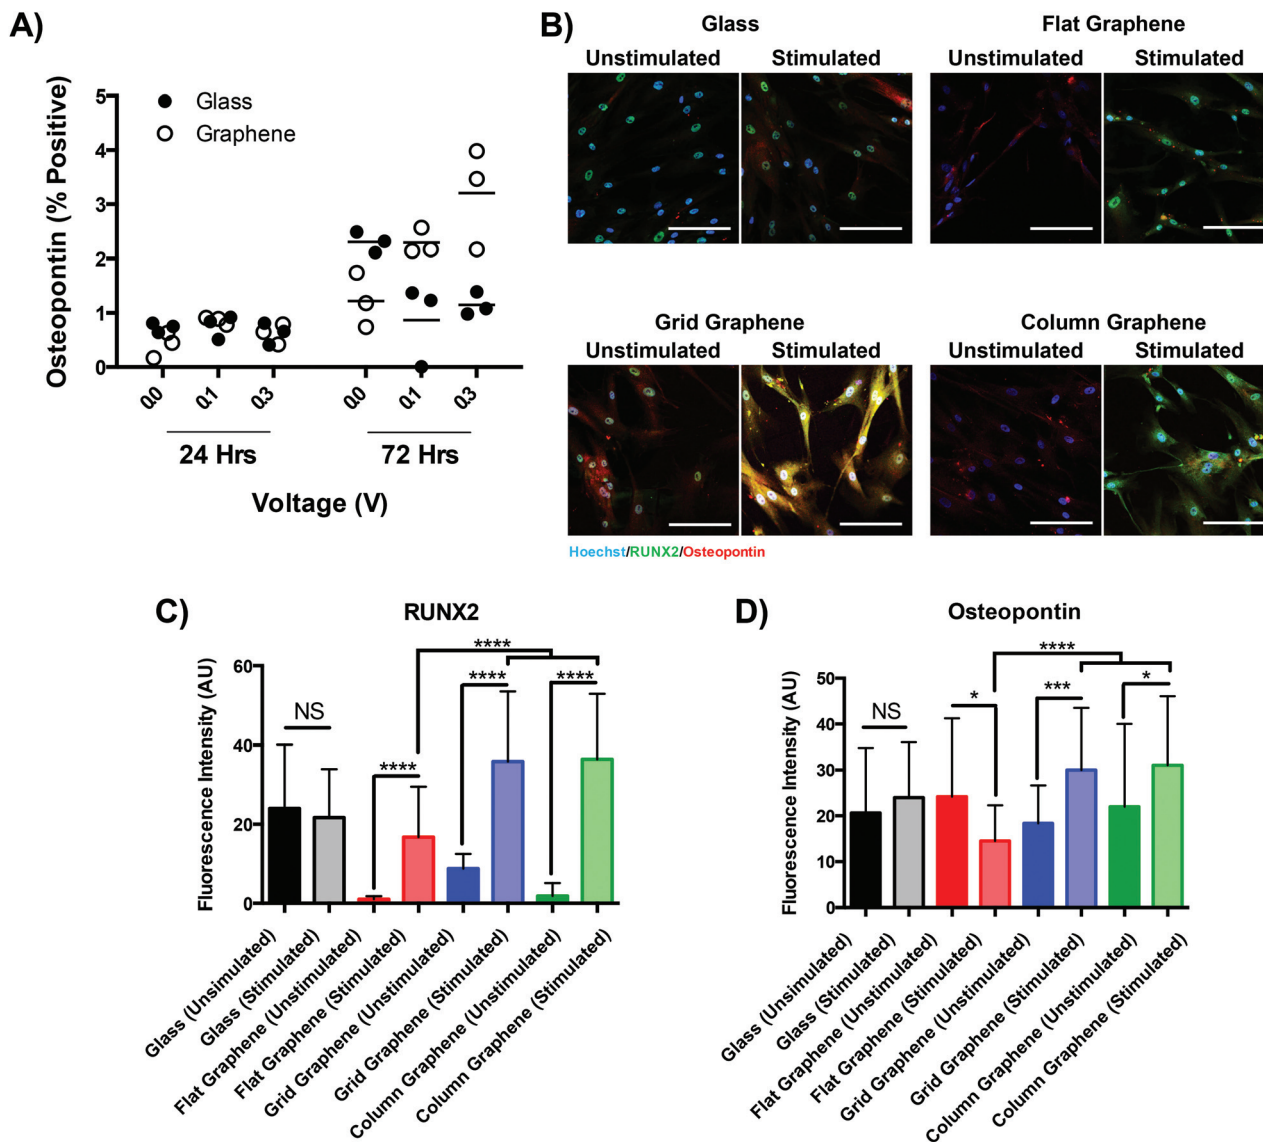 A)
Osteopontin (% Positive)
5
4
3
2
1
0
Glass
Graphene
0.0
0.1
0.3
0.0
0.1
0.3
24 Hrs
72 Hrs
Voltage (V)
B)
Glass
Flat Graphene
Unstimulated
Stimulated
Unstimulated
Stimulated
Grid Graphene
Column Graphene
Unstimulated
Stimulated
Unstimulated
Stimulated
Hoechst/RUNX2/Osteopontin
C)
RUNX2
Fluorescence Intensity (AU)
60
40
20
0
NS
****
****
****
****
Glass (Unsimulated)
Glass (Stimulated)
Flat Graphene (Unstimulated)
Flat Graphene (Stimulated)
Grid Graphene (Unstimulated)
Grid Graphene (Stimulated)
Column Graphene (Unstimulated)
Column Graphene (Stimulated)
D)
Osteopontin
Fluorescence Intensity (AU)
50
40
30
20
10
0
NS
*
***
****
*
Glass (Unsimulated)
Glass (Stimulated)
Flat Graphene (Unstimulated)
Flat Graphene (Stimulated)
Grid Graphene (Unstimulated)
Grid Graphene (Stimulated)
Column Graphene (Unstimulated)
Column Graphene (Stimulated)